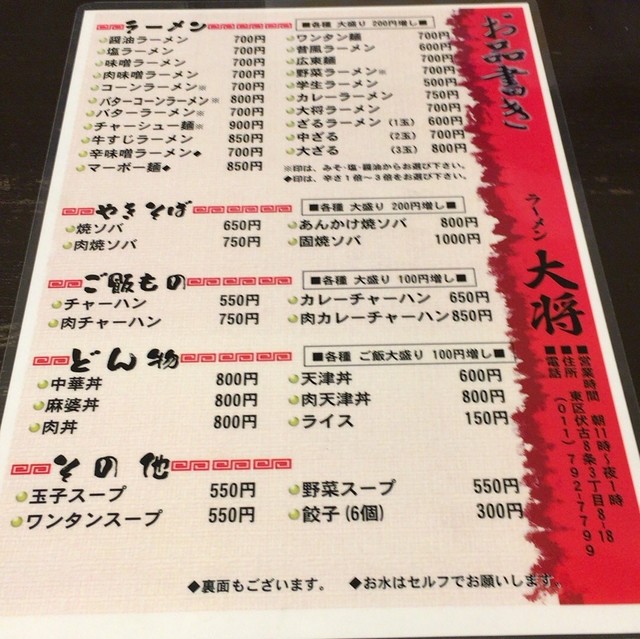 お品書き
ラーメン 大将
■営業時間 朝11時～夜1時
■住所 東区伏古8条3丁目8-18
■電話 (011)792-7799
ラーメン
■各種 大盛り 200円増し■
醤油ラーメン 700円
塩ラーメン 700円
味噌ラーメン 700円
肉味噌ラーメン 700円
コーンラーメン※ 700円
バターコーンラーメン※ 800円
バターラーメン※ 700円
チャーシュー麺※ 900円
牛すじラーメン 850円
辛味噌ラーメン◆ 700円
マーボー麺◆ 850円
ワンタン麺 700円
昔風ラーメン 600円
広東麺 700円
野菜ラーメン※ 700円
学生ラーメン 500円
カレーラーメン 750円
大将ラーメン 700円
ざるラーメン (1玉) 600円
中ざる (2玉) 700円
大ざる (3玉) 800円
※印は、みそ・塩・醤油からお選び下さい。
◆印は、辛さ1倍～3倍をお選び下さい。
やきそば
■各種 大盛り 200円増し■
焼ソバ 650円
肉焼ソバ 750円
あんかけ焼ソバ 800円
固焼ソバ 1000円
ご飯もの
■各種 大盛り 100円増し■
チャーハン 550円
肉チャーハン 750円
カレーチャーハン 650円
肉カレーチャーハン 850円
どん物
■各種 ご飯大盛り 100円増し■
中華丼 800円
麻婆丼 800円
肉丼 800円
天津丼 600円
肉天津丼 800円
ライス 150円
その他
玉子スープ 550円
ワンタンスープ 550円
野菜スープ 550円
餃子(6個) 300円
◆裏面もございます。 ◆お水はセルフでお願いします。